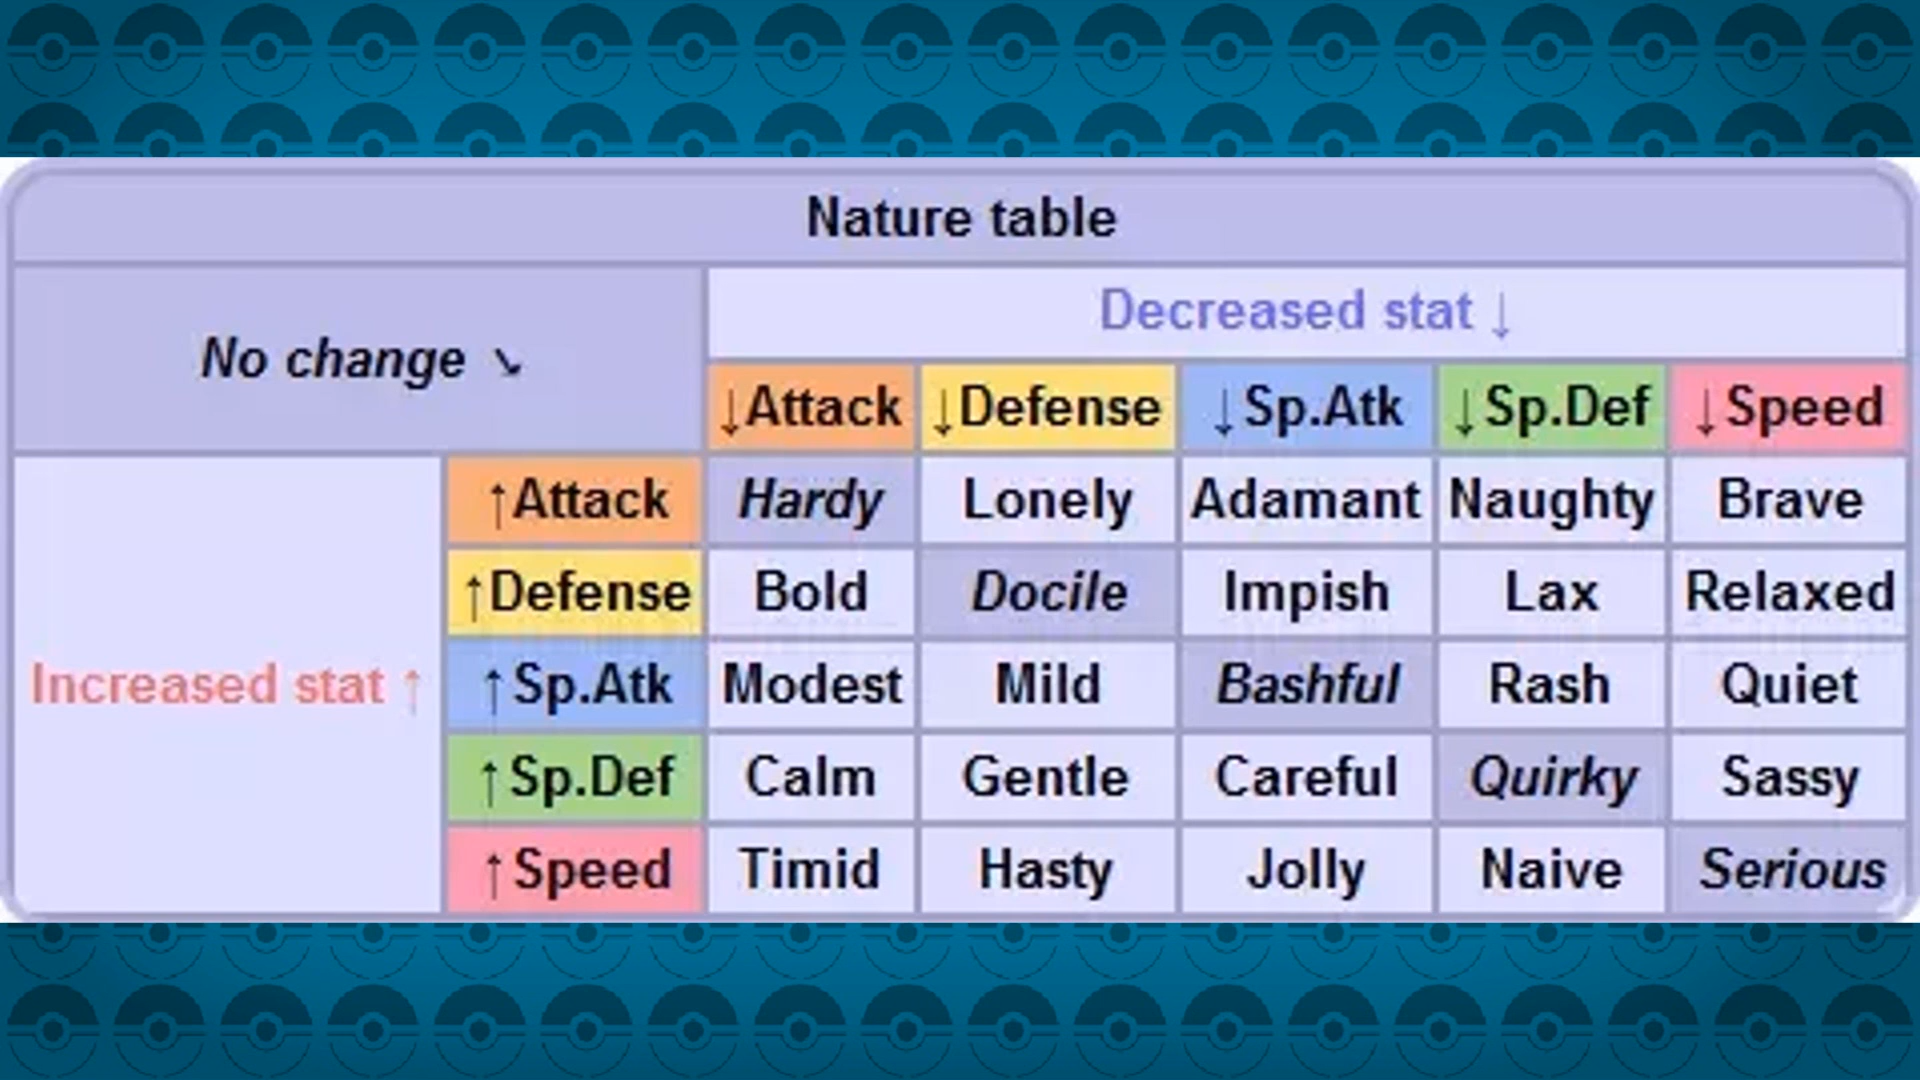 Nature table
No change ↘
Decreased stat ↓
↓Attack ↓Defense ↓Sp.Atk ↓Sp.Def ↓Speed
Increased stat ↑
↑Attack Hardy Lonely Adamant Naughty Brave
↑Defense Bold Docile Impish Lax Relaxed
↑Sp.Atk Modest Mild Bashful Rash Quiet
↑Sp.Def Calm Gentle Careful Quirky Sassy
↑Speed Timid Hasty Jolly Naive Serious